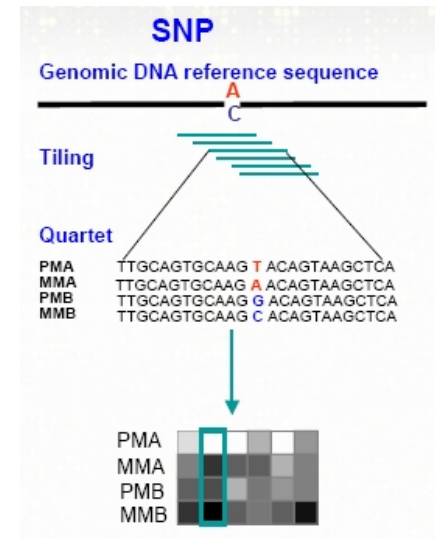 SNP
Genomic DNA reference sequence
A
C
Tiling
Quartet
PMA TTGCAGTGCAAG T ACAGTAAGCTCA
MMA TTGCAGTGCAAG A ACAGTAAGCTCA
PMB TTGCAGTGCAAG G ACAGTAAGCTCA
MMB TTGCAGTGCAAG C ACAGTAAGCTCA
PMA
MMA
PMB
MMB